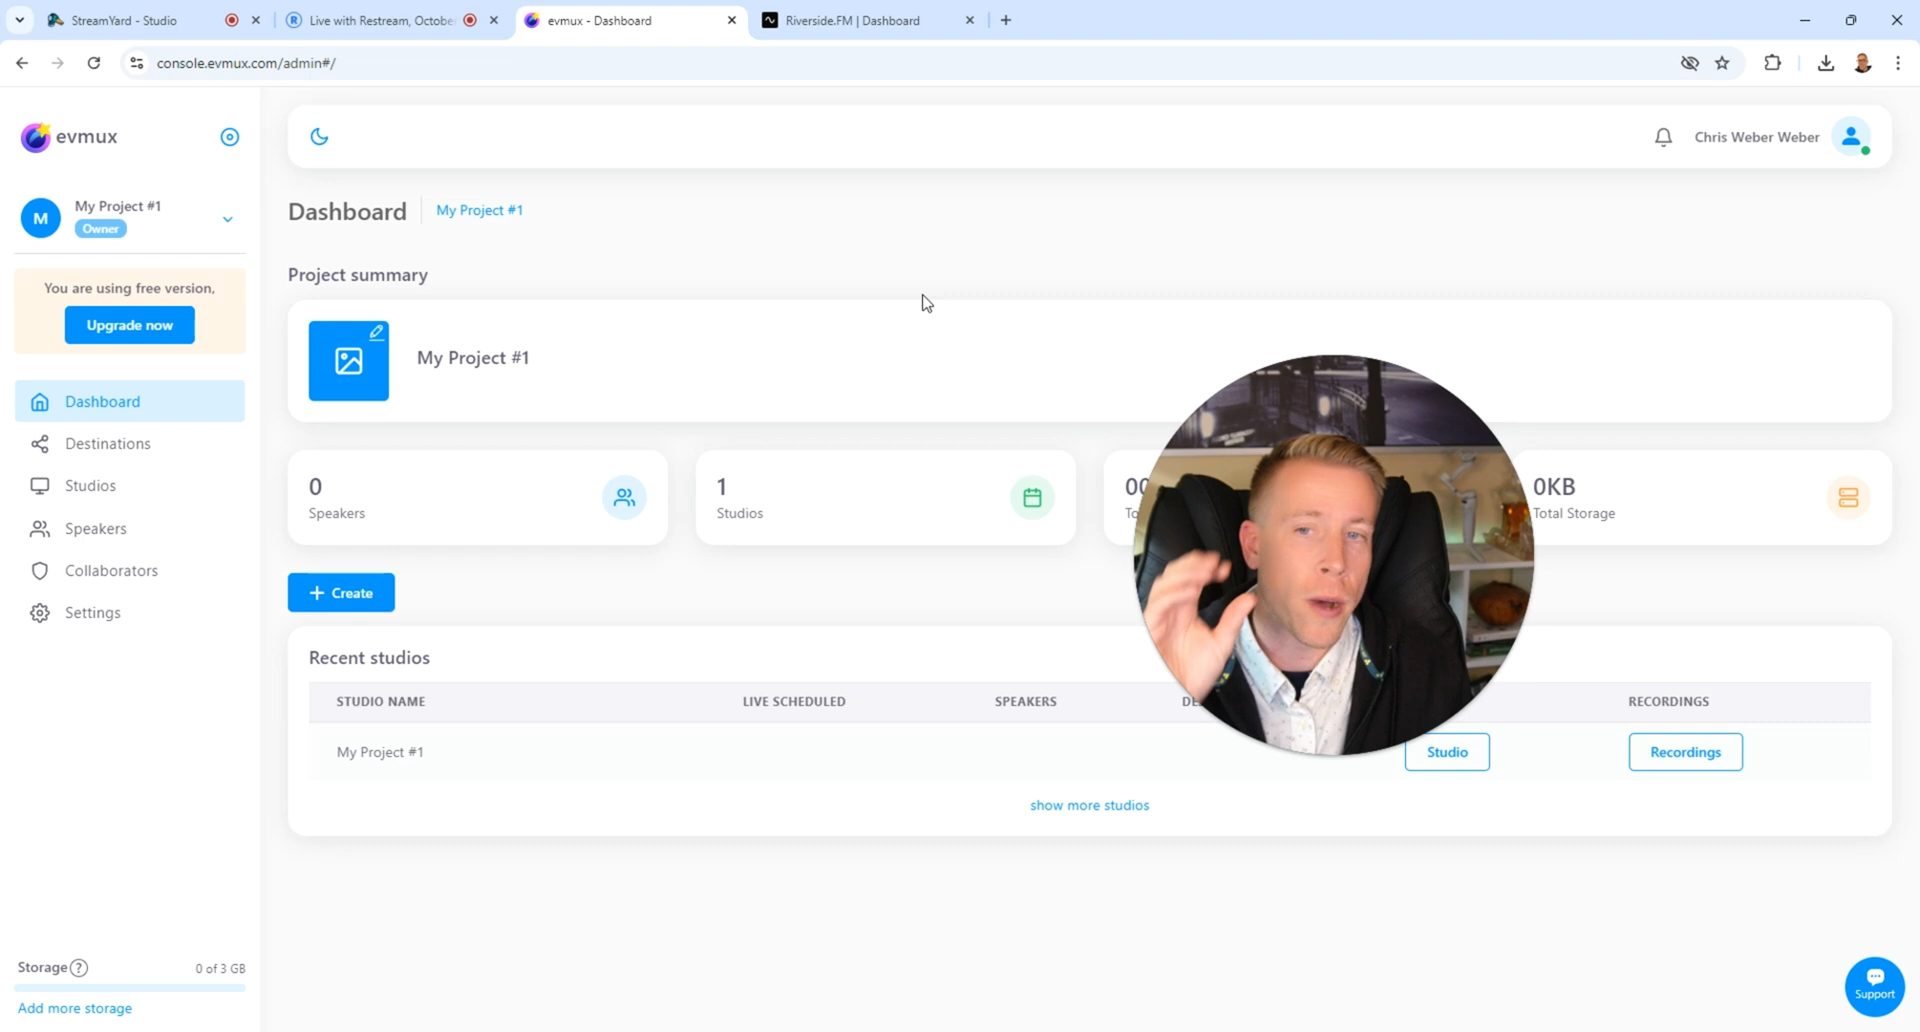 StreamYard - Studio
Live with Restream, Octobe
evmux - Dashboard
Riverside.FM | Dashboard
console.evmux.com/admin#/
evmux
Chris Weber Weber
M
My Project #1
Owner
Dashboard
My Project #1
You are using free version,
Upgrade now
Project summary
My Project #1
Dashboard
Destinations
Studios
Speakers
Collaborators
Settings
0
Speakers
1
Studios
00
To
0KB
Total Storage
+ Create
Recent studios
STUDIO NAME
LIVE SCHEDULED
SPEAKERS
DE
RECORDINGS
My Project #1
Studio
Recordings
show more studios
Storage ?
0 of 3 GB
Add more storage
Support